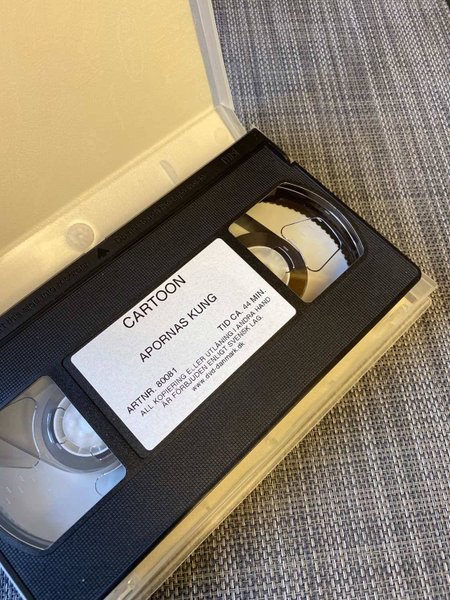 CARTOON
APORNAS KUNG
ARTNR. 80081 TID CA. 44 MIN.
ALL KOPIERING ELLER UTLÅNING I ANDRA HAND
ÄR FÖRBJUDEN ENLIGT SVENSK LAG.
www.dvd-danmark.dk